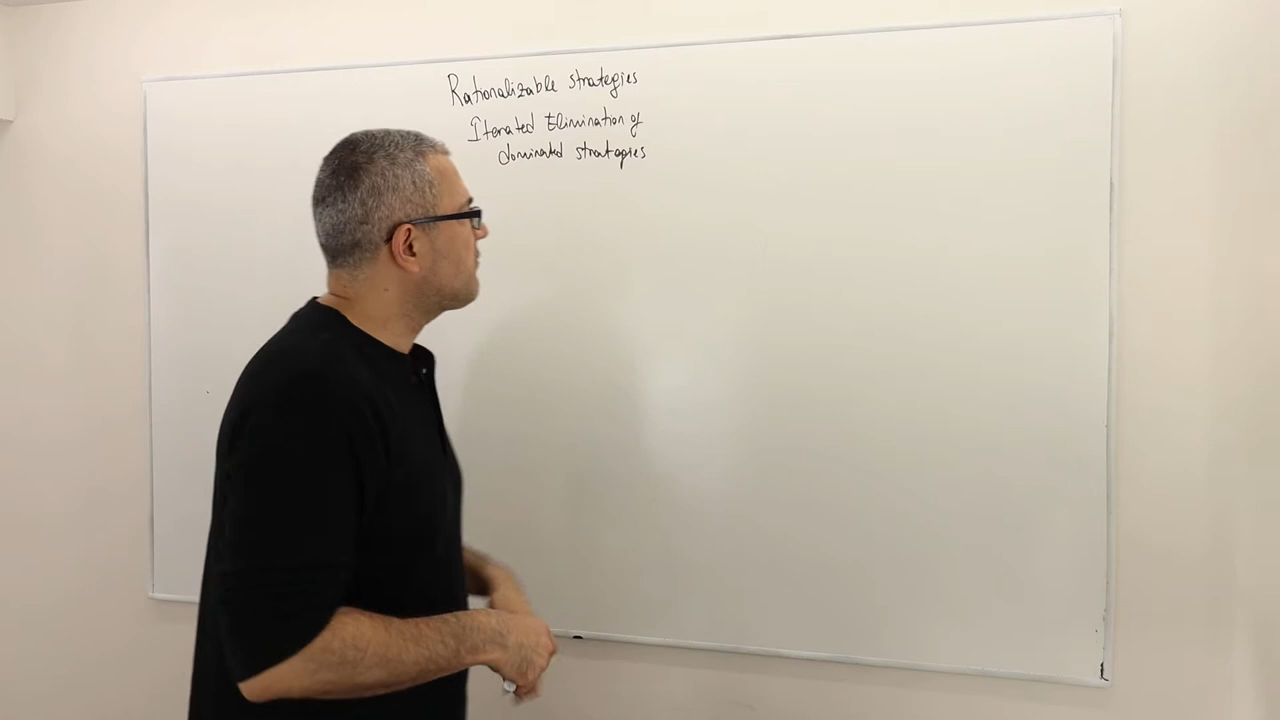 Rationalizable strategies
Iterated Elimination of
dominated strategies